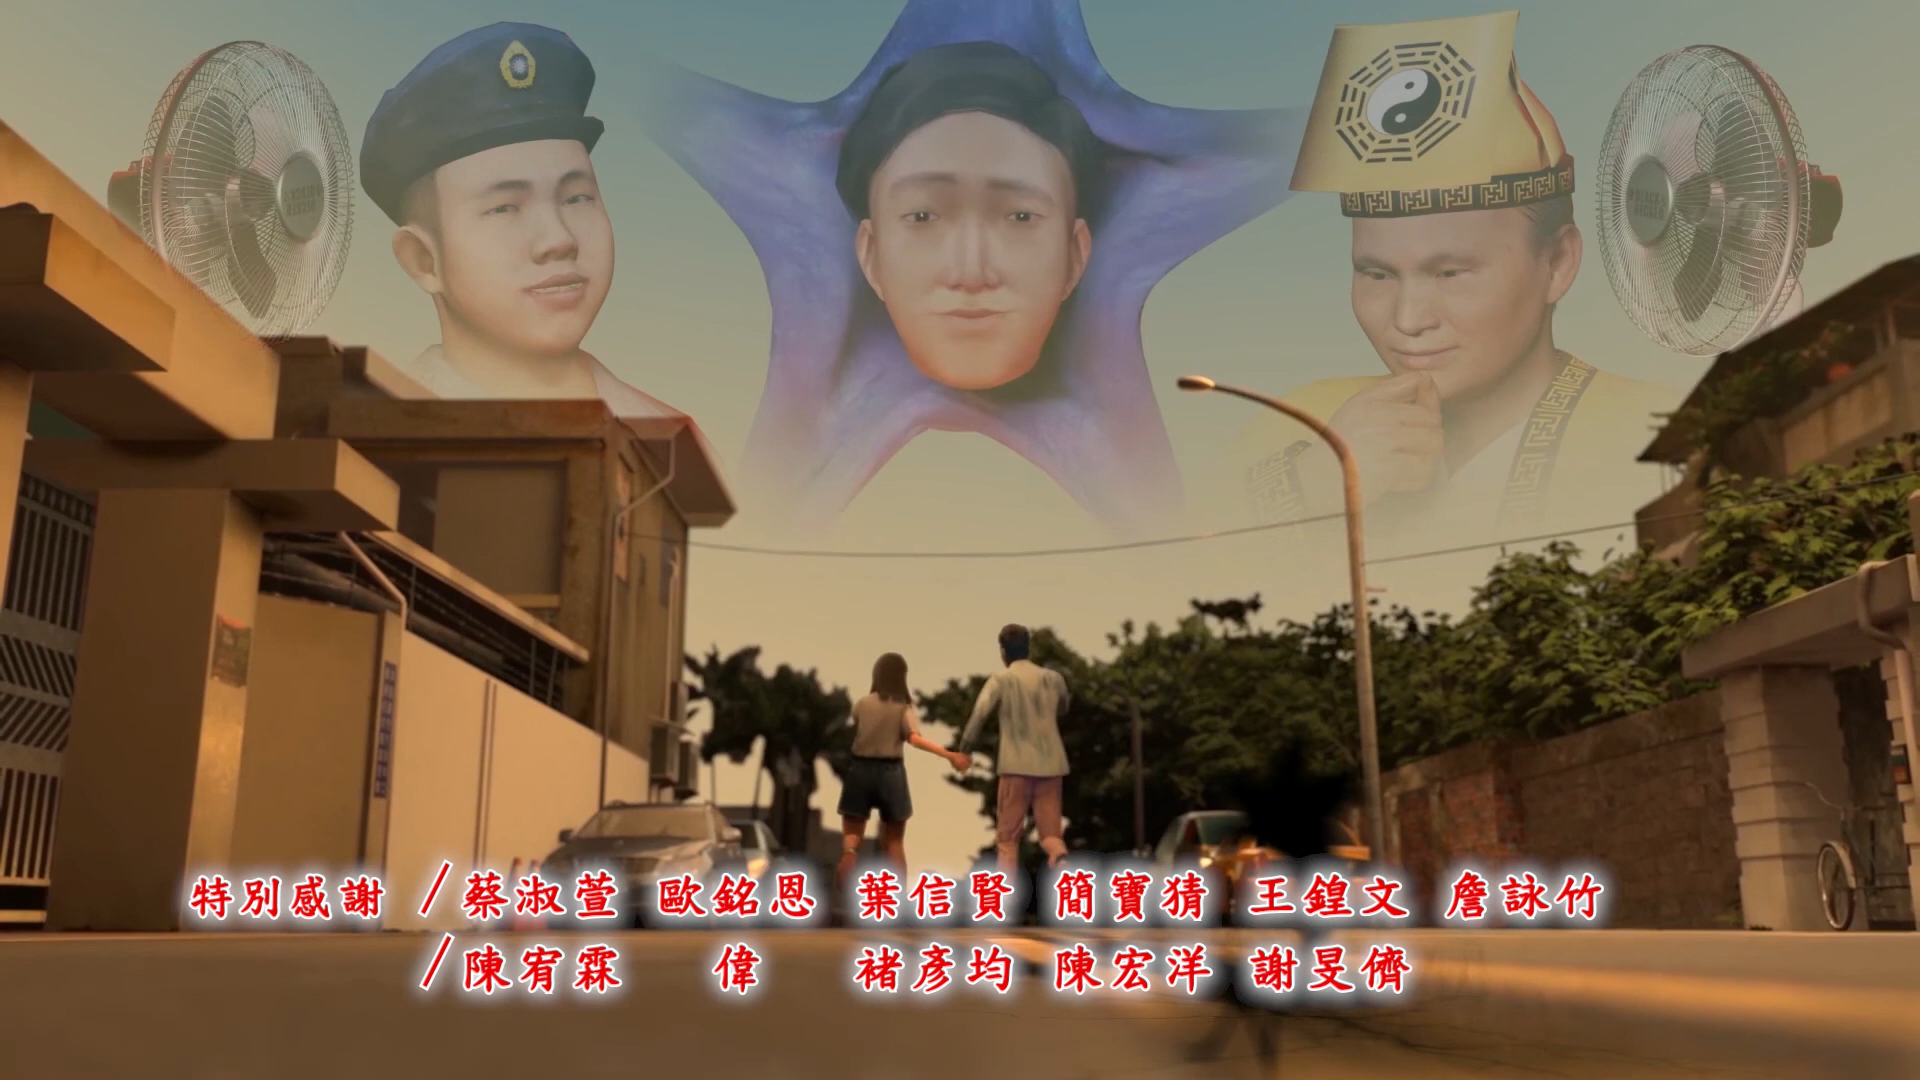 特別感謝 / 蔡淑萱 歐銘恩 葉信賢 簡寶猜 王鍠文 詹詠竹
/ 陳宥霖 偉 褚彥均 陳宏洋 謝旻儕